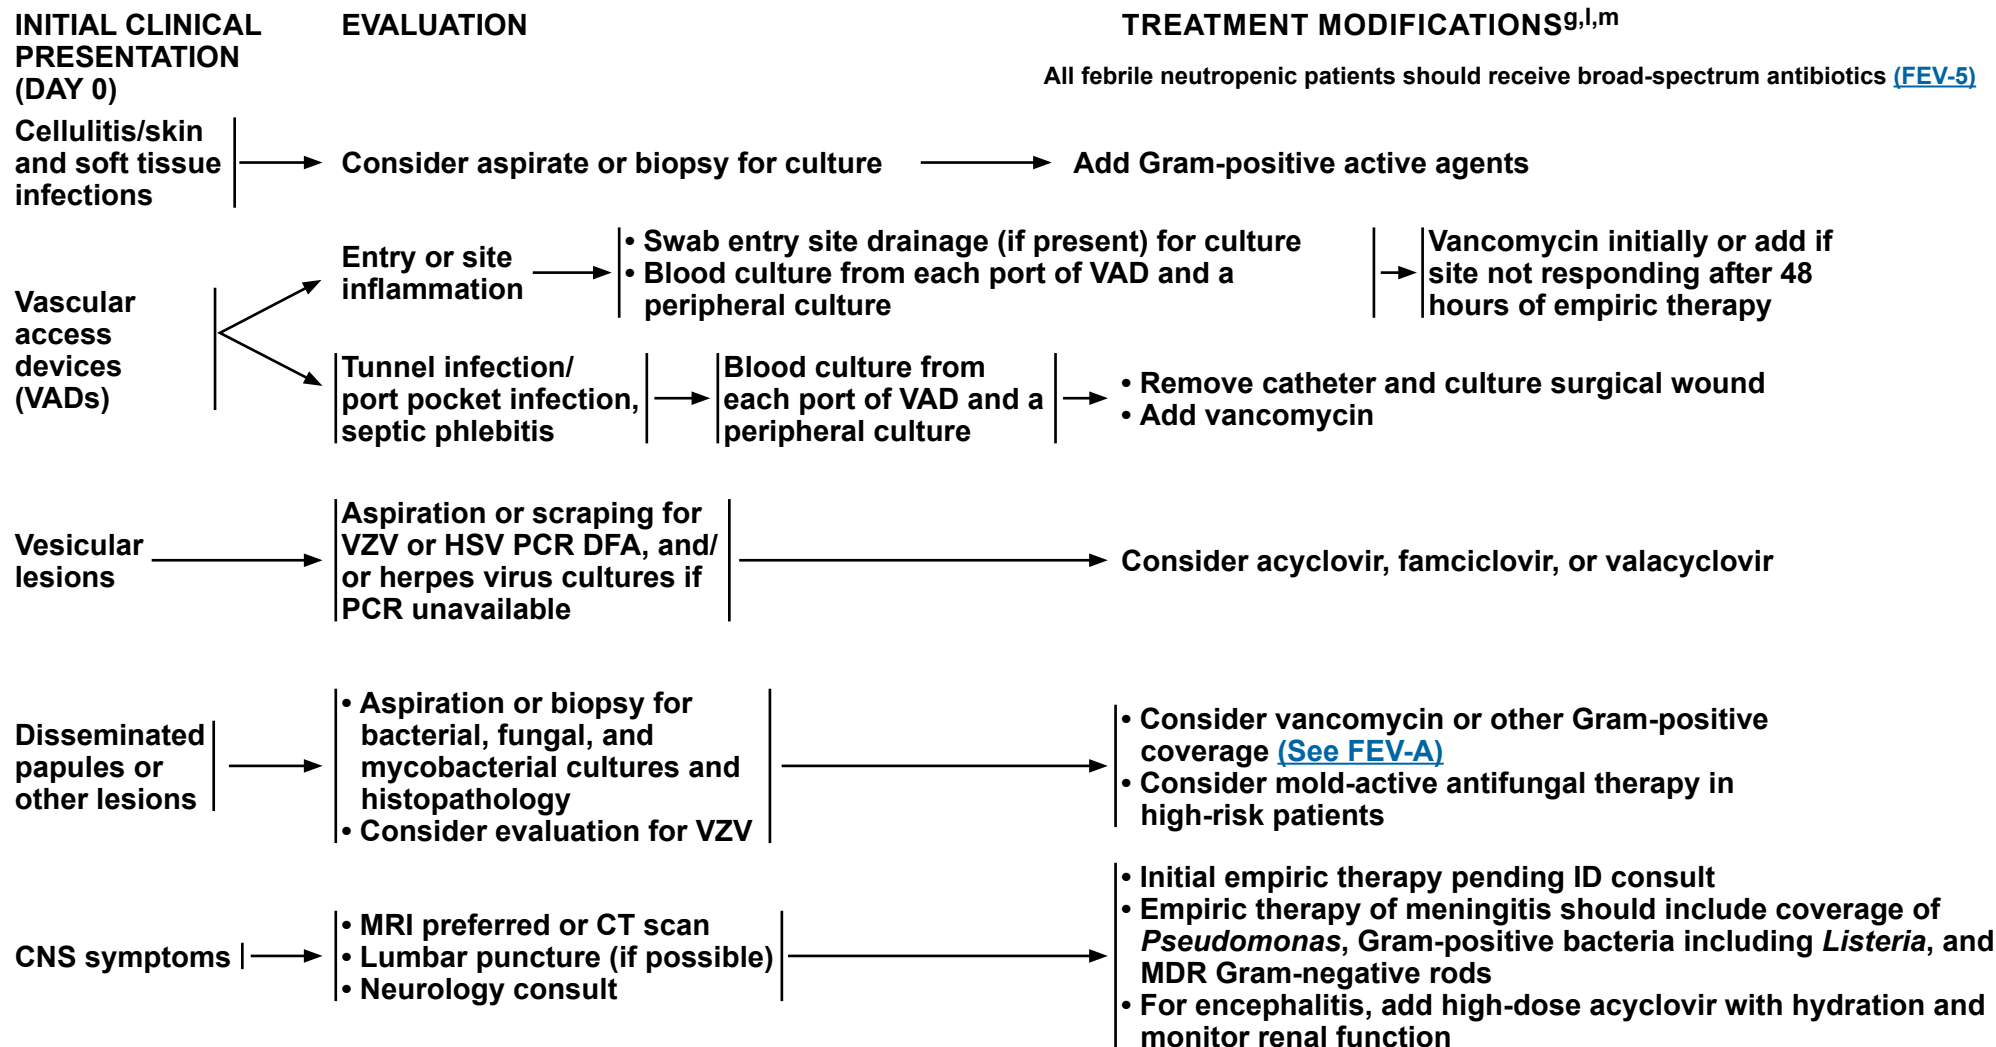 INITIAL CLINICAL
PRESENTATION
(DAY 0)
EVALUATION
TREATMENT MODIFICATIONSg,l,m
All febrile neutropenic patients should receive broad-spectrum antibiotics (FEV-5)
Cellulitis/skin
and soft tissue
infections
Consider aspirate or biopsy for culture
Add Gram-positive active agents
Vascular
access
devices
(VADs)
Entry or site
inflammation
• Swab entry site drainage (if present) for culture
• Blood culture from each port of VAD and a
peripheral culture
Vancomycin initially or add if
site not responding after 48
hours of empiric therapy
Tunnel infection/
port pocket infection,
septic phlebitis
Blood culture from
each port of VAD and a
peripheral culture
• Remove catheter and culture surgical wound
• Add vancomycin
Vesicular
lesions
Aspiration or scraping for
VZV or HSV PCR DFA, and/
or herpes virus cultures if
PCR unavailable
Consider acyclovir, famciclovir, or valacyclovir
Disseminated
papules or
other lesions
• Aspiration or biopsy for
bacterial, fungal, and
mycobacterial cultures and
histopathology
• Consider evaluation for VZV
• Consider vancomycin or other Gram-positive
coverage (See FEV-A)
• Consider mold-active antifungal therapy in
high-risk patients
CNS symptoms
• MRI preferred or CT scan
• Lumbar puncture (if possible)
• Neurology consult
• Initial empiric therapy pending ID consult
• Empiric therapy of meningitis should include coverage of
Pseudomonas, Gram-positive bacteria including Listeria, and
MDR Gram-negative rods
• For encephalitis, add high-dose acyclovir with hydration and
monitor renal function